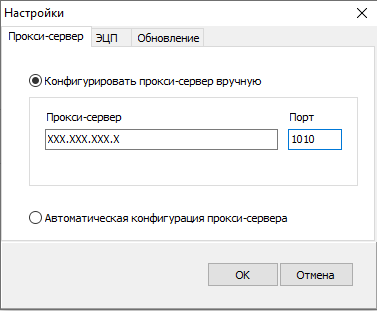 Настройки
Прокси-сервер ЭЦП Обновление
Конфигурировать прокси-сервер вручную
Прокси-сервер Порт
XXX.XXX.XXX.X 1010
Автоматическая конфигурация прокси-сервера
OK Отмена